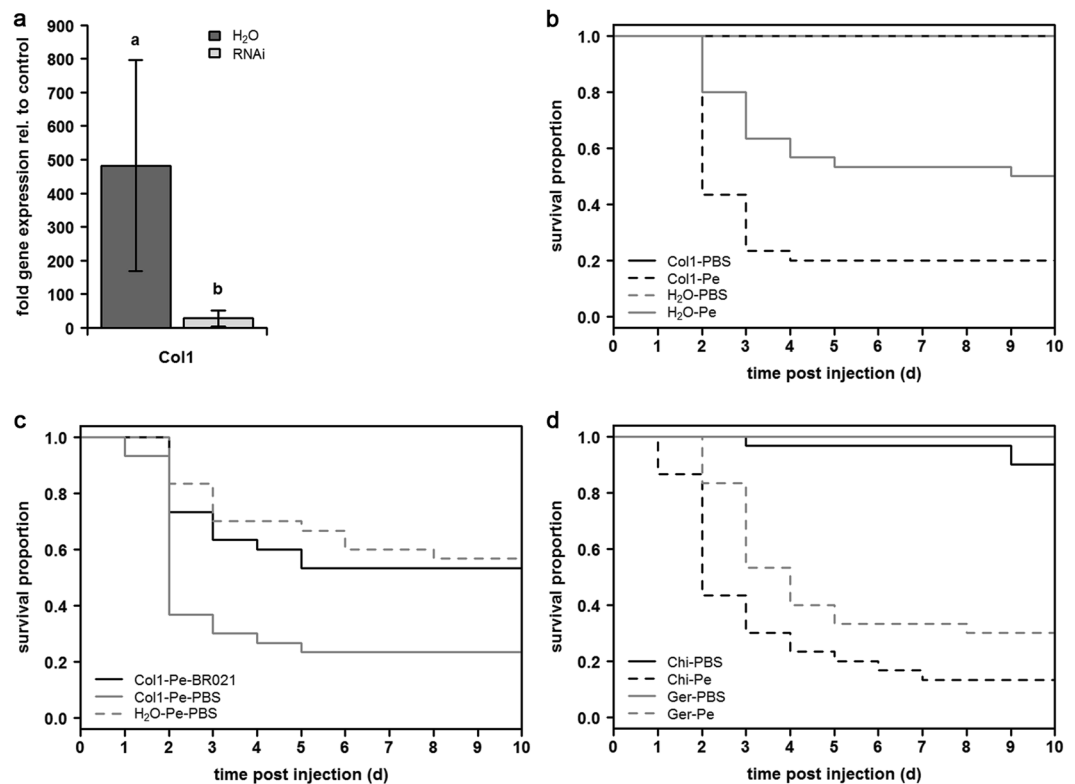 a
fold gene expression rel. to control
900
800
700
600
500
400
300
200
100
0
a
b
H₂O
RNAi
Col1
b
survival proportion
1.0
0.8
0.6
0.4
0.2
0.0
Col1-PBS
Col1-Pe
H₂O-PBS
H₂O-Pe
0 1 2 3 4 5 6 7 8 9 10
time post injection (d)
c
survival proportion
1.0
0.8
0.6
0.4
0.2
0.0
Col1-Pe-BR021
Col1-Pe-PBS
H₂O-Pe-PBS
0 1 2 3 4 5 6 7 8 9 10
time post injection (d)
d
survival proportion
1.0
0.8
0.6
0.4
0.2
0.0
Chi-PBS
Chi-Pe
Ger-PBS
Ger-Pe
0 1 2 3 4 5 6 7 8 9 10
time post injection (d)